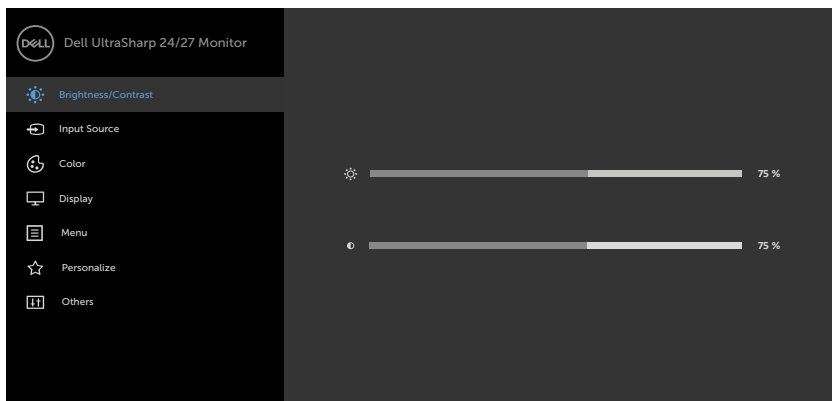 DELL
Dell UltraSharp 24/27 Monitor
Brightness/Contrast
Input Source
Color
Display
Menu
Personalize
Others
75 %
75 %